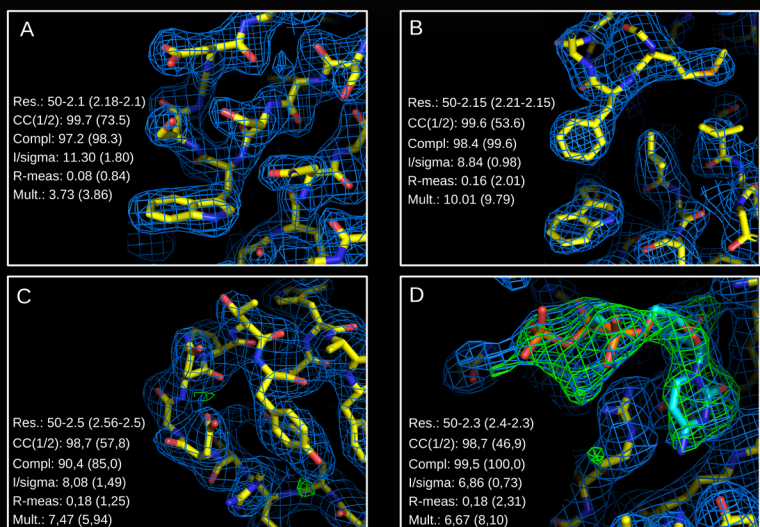 A
Res.: 50-2.1 (2.18-2.1)
CC(1/2): 99.7 (73.5)
Compl: 97.2 (98.3)
I/sigma: 11.30 (1.80)
R-meas: 0.08 (0.84)
Mult.: 3.73 (3.86)
B
Res.: 50-2.15 (2.21-2.15)
CC(1/2): 99.6 (53.6)
Compl: 98.4 (99.6)
I/sigma: 8.84 (0.98)
R-meas: 0.16 (2.01)
Mult.: 10.01 (9.79)
C
Res.: 50-2.5 (2.56-2.5)
CC(1/2): 98,7 (57,8)
Compl: 90,4 (85,0)
I/sigma: 8,08 (1,49)
R-meas: 0,18 (1,25)
Mult.: 7,47 (5,94)
D
Res.: 50-2.3 (2.4-2.3)
CC(1/2): 98,7 (46,9)
Compl: 99,5 (100,0)
I/sigma: 6,86 (0,73)
R-meas: 0,18 (2,31)
Mult.: 6,67 (8,10)